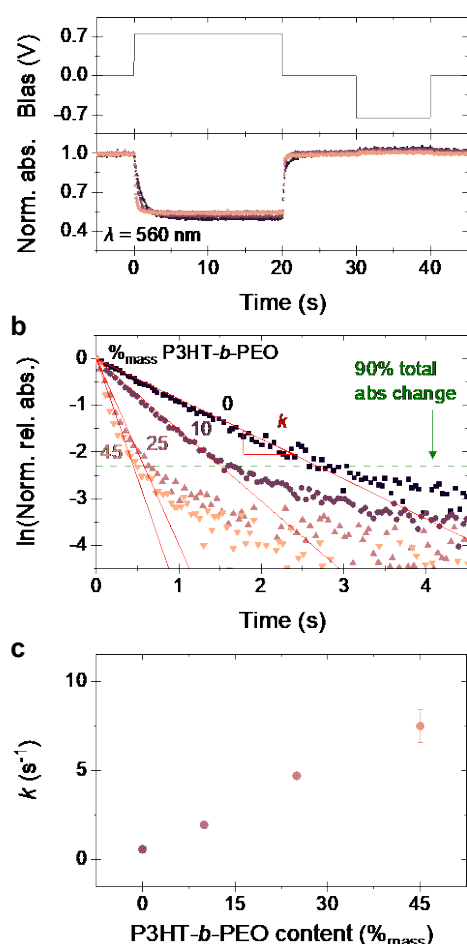 Bias (V)
0.7
0.0
-0.7
Norm. abs.
1.0
0.7
0.4
λ = 560 nm
0 10 20 30 40
Time (s)
b
ln(Norm. rel. abs.)
0
-1
-2
-3
-4
%mass P3HT-b-PEO
0
10
25
45
k
90% total
abs change
0 1 2 3 4
Time (s)
c
k (s⁻¹)
10
5
0
0 15 30 45
P3HT-b-PEO content (%mass)